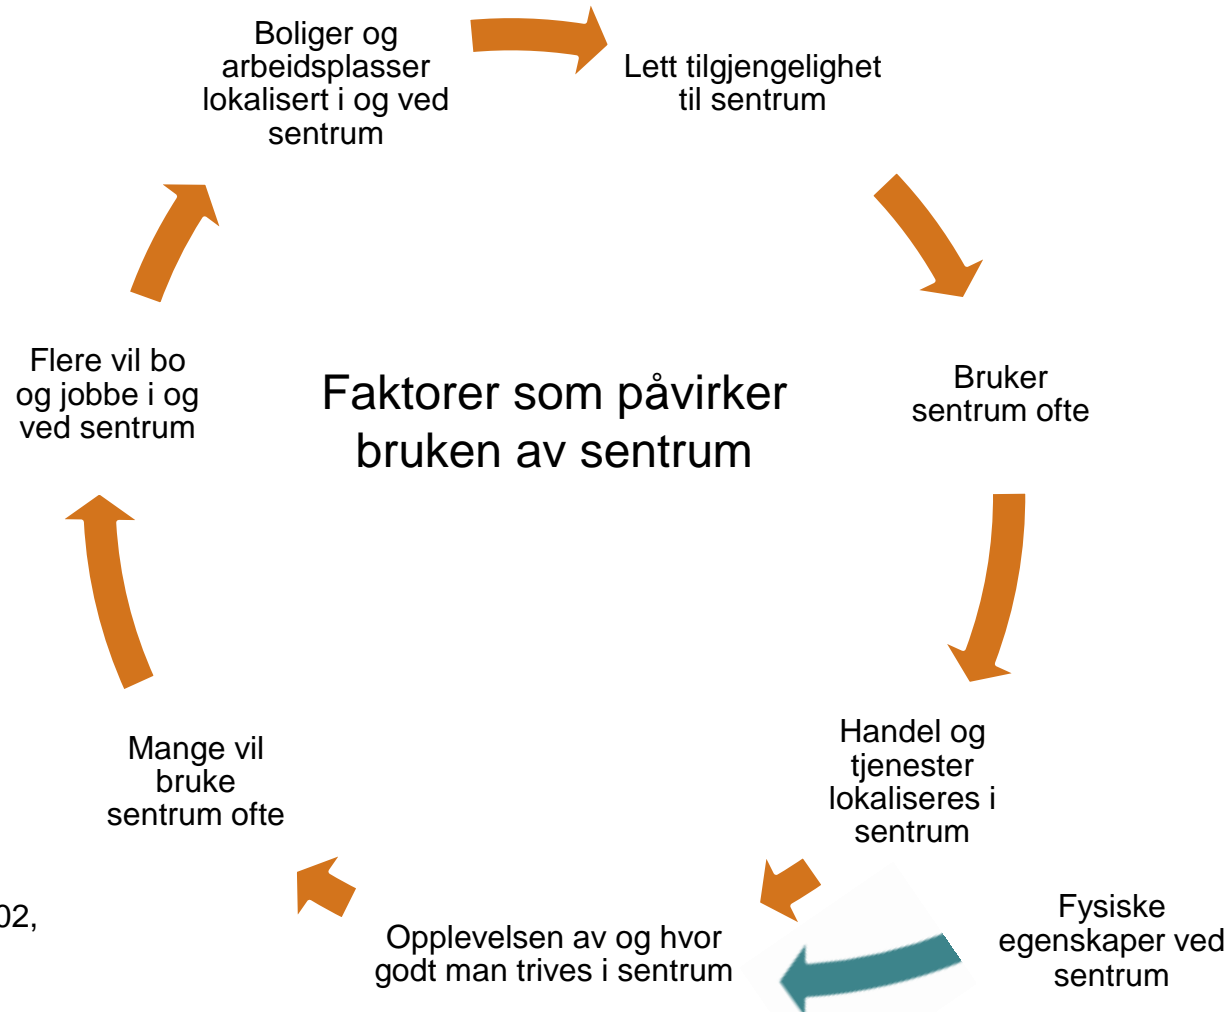 Boliger og
arbeidsplasser
lokalisert i og ved
sentrum
Lett tilgjengelighet
til sentrum
Flere vil bo
og jobbe i og
ved sentrum
Faktorer som påvirker
bruken av sentrum
Bruker
sentrum ofte
Mange vil
bruke
sentrum ofte
Handel og
tjenester
lokaliseres i
sentrum
02,
Opplevelsen av og hvor
godt man trives i sentrum
Fysiske
egenskaper ved
sentrum